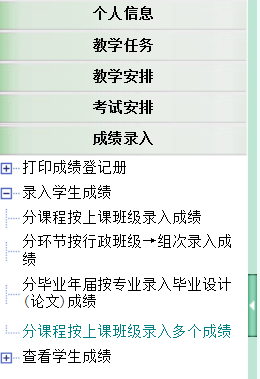 个人信息
教学任务
教学安排
考试安排
成绩录入
打印成绩登记册
录入学生成绩
分课程按上课班级录入成绩
分环节按行政班级→组次录入成
绩
分毕业年届按专业录入毕业设计
(论文)成绩
分课程按上课班级录入多个成绩
查看学生成绩